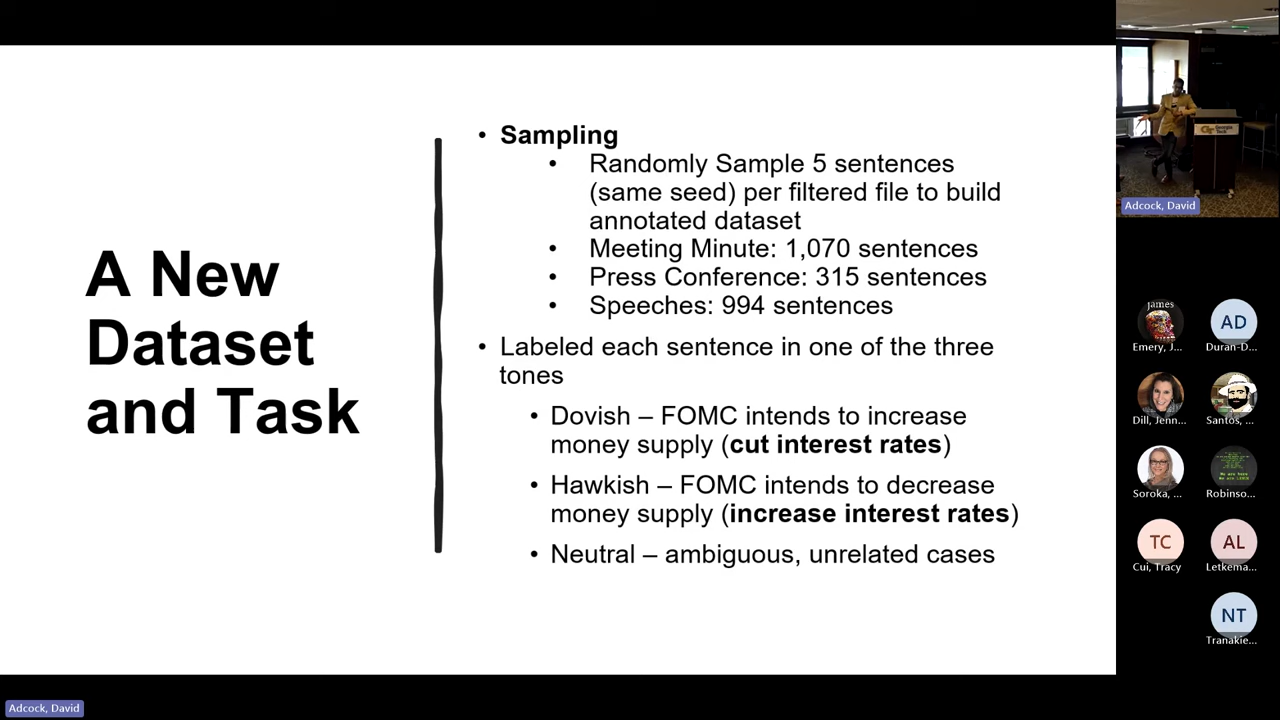 A New
Dataset
and Task
• Sampling
• Randomly Sample 5 sentences
(same seed) per filtered file to build
annotated dataset
• Meeting Minute: 1,070 sentences
• Press Conference: 315 sentences
• Speeches: 994 sentences
• Labeled each sentence in one of the three
tones
• Dovish – FOMC intends to increase
money supply (cut interest rates)
• Hawkish – FOMC intends to decrease
money supply (increase interest rates)
• Neutral – ambiguous, unrelated cases
Georgia
Tech
Adcock, David
James
Emery, J...
AD
Duran-D...
Dill, Jenn...
Santos, ...
Soroka, ...
Robinso...
TC
Cui, Tracy
AL
Letkema...
NT
Tranakie...
Adcock, David